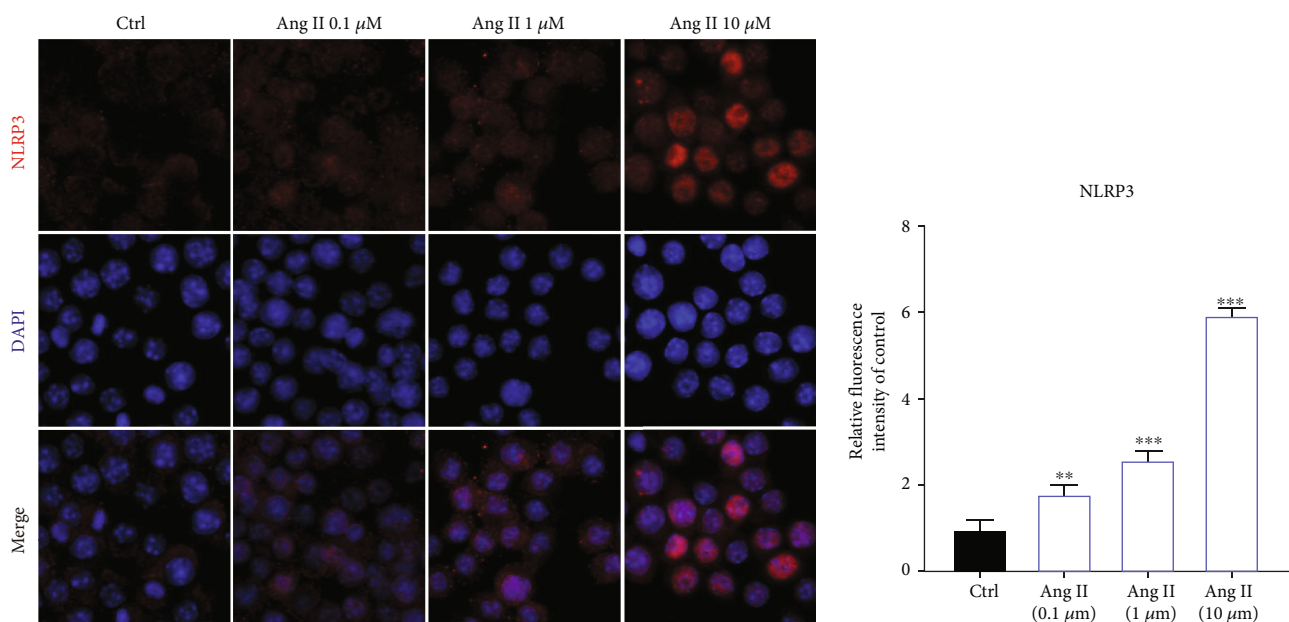 Ctrl
Ang II 0.1 μM
Ang II 1 μM
Ang II 10 μM
NLRP3
DAPI
Merge
NLRP3
Relative fluorescence
intensity of control
8
6
4
2
0
**
***
***
Ctrl
Ang II
(0.1 μm)
Ang II
(1 μm)
Ang II
(10 μm)